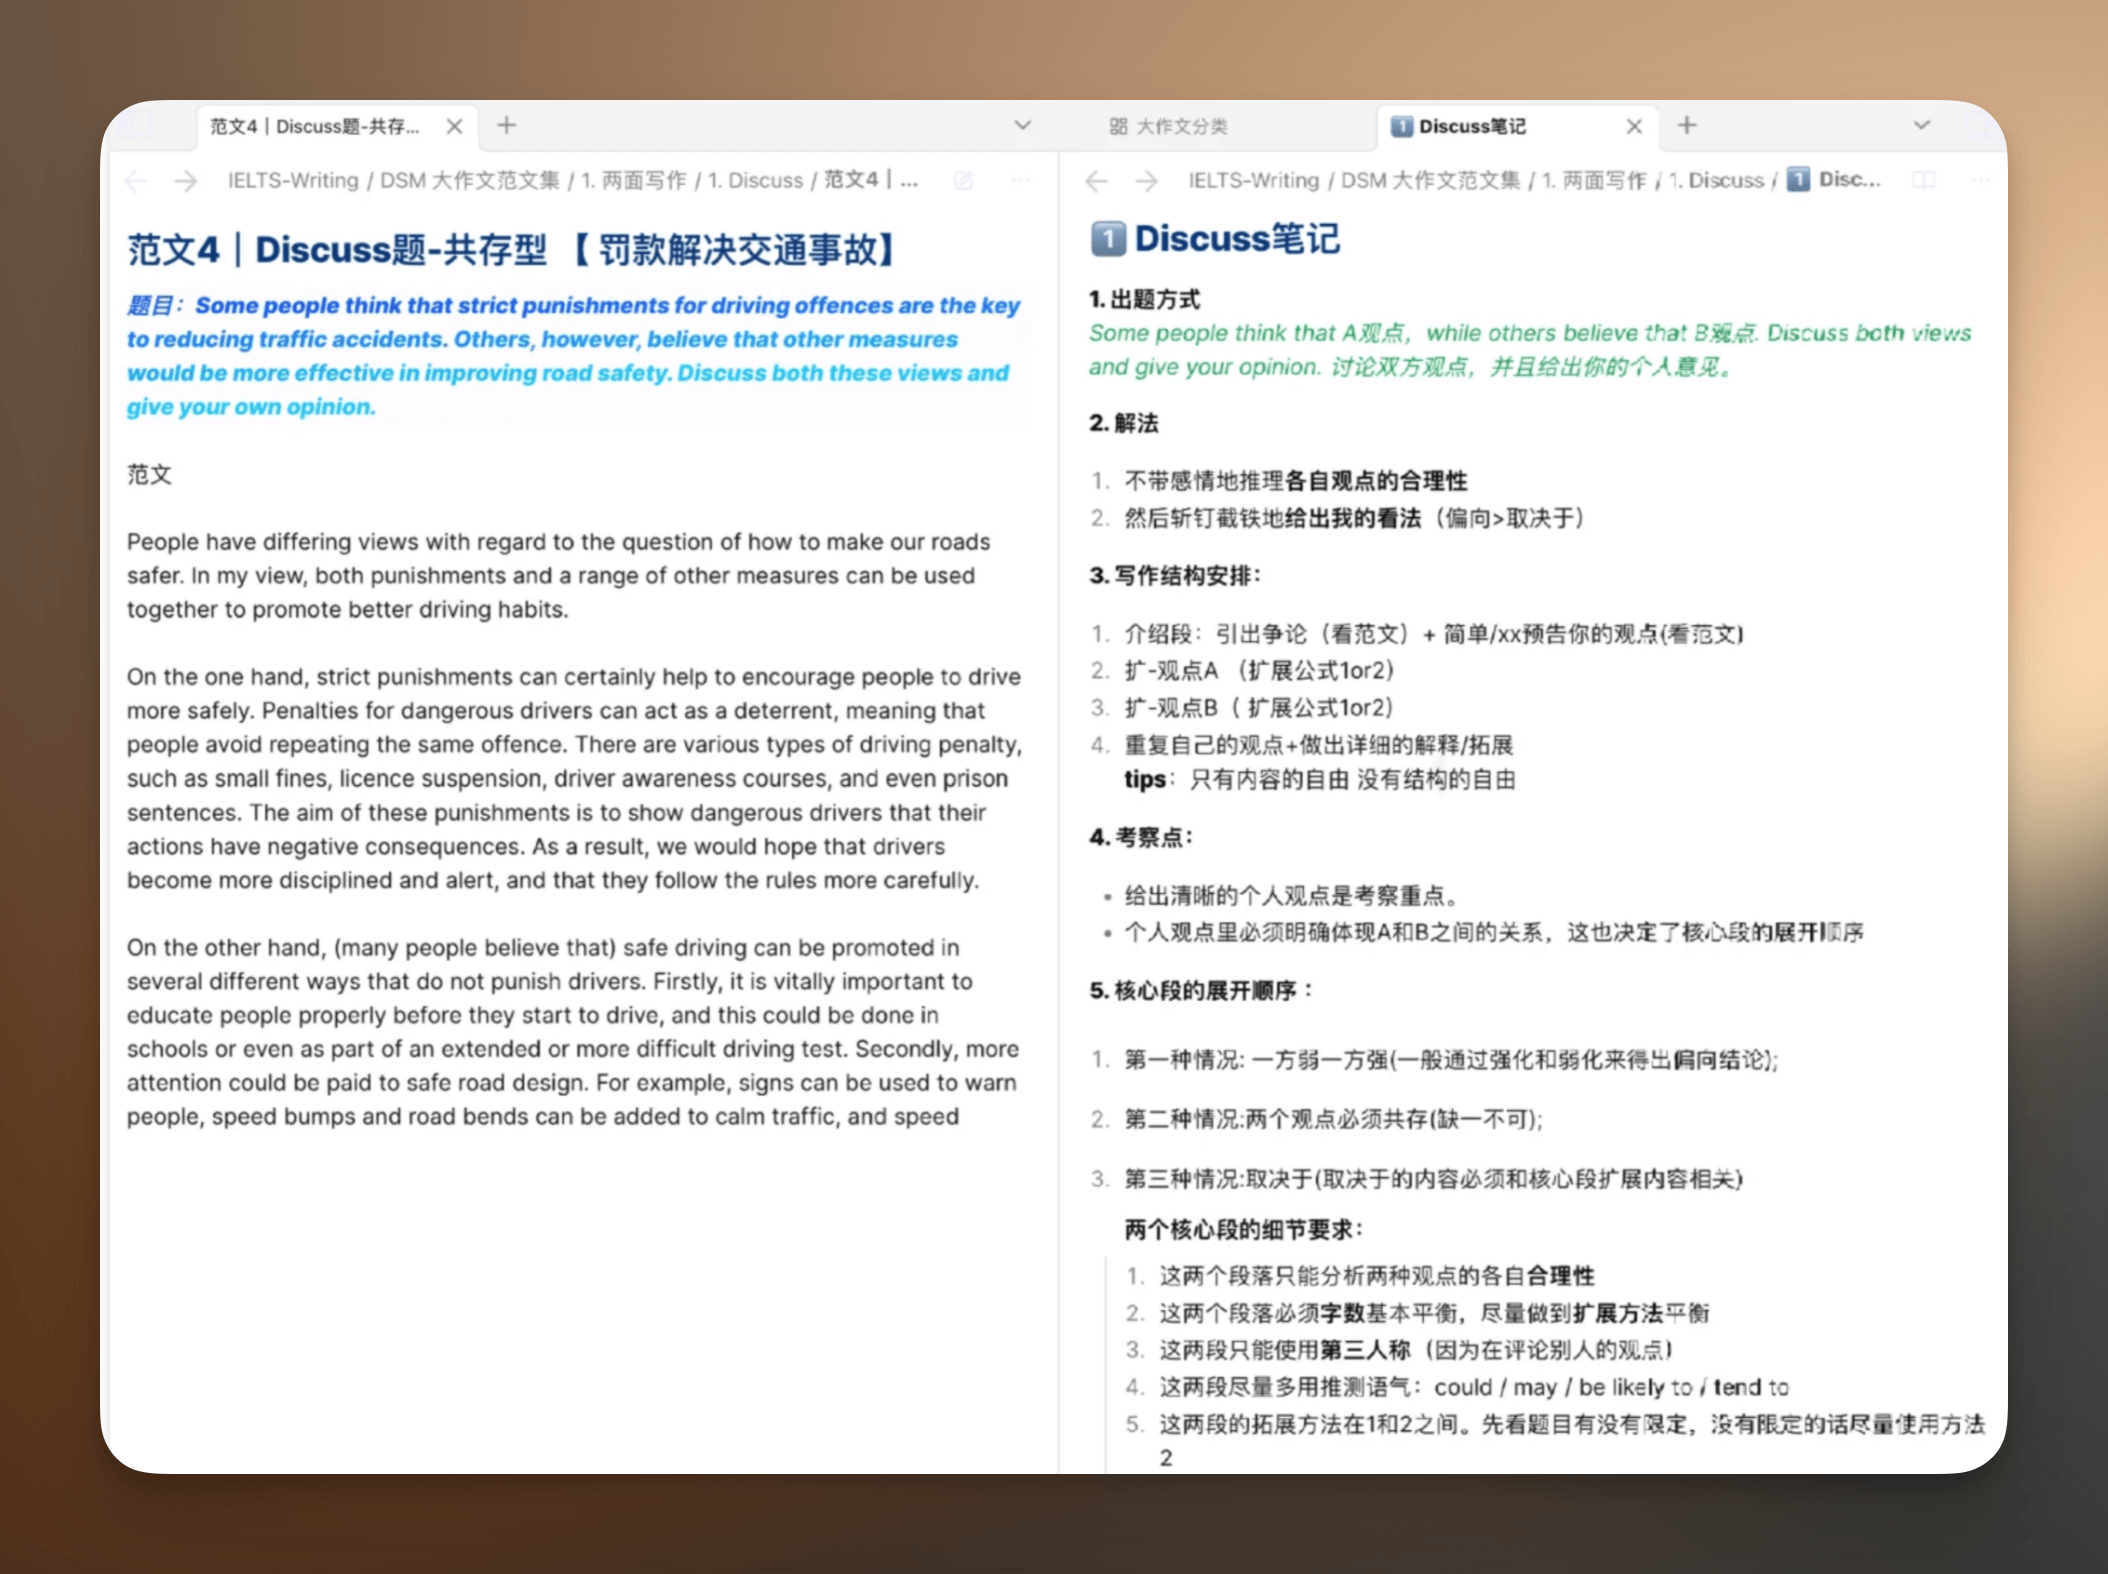 范文4 | Discuss题-共存...
IELTS-Writing / DSM 大作文范文集 / 1. 两面写作 / 1. Discuss / 范文4 | ...
范文4 | Discuss题-共存型 【 罚款解决交通事故】
题目：Some people think that strict punishments for driving offences are the key
to reducing traffic accidents. Others, however, believe that other measures
would be more effective in improving road safety. Discuss both these views and
give your own opinion.
范文
People have differing views with regard to the question of how to make our roads
safer. In my view, both punishments and a range of other measures can be used
together to promote better driving habits.
On the one hand, strict punishments can certainly help to encourage people to drive
more safely. Penalties for dangerous drivers can act as a deterrent, meaning that
people avoid repeating the same offence. There are various types of driving penalty,
such as small fines, licence suspension, driver awareness courses, and even prison
sentences. The aim of these punishments is to show dangerous drivers that their
actions have negative consequences. As a result, we would hope that drivers
become more disciplined and alert, and that they follow the rules more carefully.
On the other hand, (many people believe that) safe driving can be promoted in
several different ways that do not punish drivers. Firstly, it is vitally important to
educate people properly before they start to drive, and this could be done in
schools or even as part of an extended or more difficult driving test. Secondly, more
attention could be paid to safe road design. For example, signs can be used to warn
people, speed bumps and road bends can be added to calm traffic, and speed
大作文分类
1 Discuss笔记
IELTS-Writing / DSM 大作文范文集 / 1. 两面写作 / 1. Discuss / 1 Disc...
1 Discuss笔记
1. 出题方式
Some people think that A观点，while others believe that B观点. Discuss both views
and give your opinion. 讨论双方观点，并且给出你的个人意见。
2. 解法
1. 不带感情地推理各自观点的合理性
2. 然后斩钉截铁地给出我的看法（偏向>取决于）
3. 写作结构安排：
1. 介绍段：引出争论（看范文）+ 简单/xx预告你的观点(看范文)
2. 扩-观点A （扩展公式1or2）
3. 扩-观点B（ 扩展公式1or2）
4. 重复自己的观点+做出详细的解释/拓展
tips：只有内容的自由 没有结构的自由
4. 考察点：
• 给出清晰的个人观点是考察重点。
• 个人观点里必须明确体现A和B之间的关系，这也决定了核心段的展开顺序
5. 核心段的展开顺序：
1. 第一种情况: 一方弱一方强(一般通过强化和弱化来得出偏向结论);
2. 第二种情况:两个观点必须共存(缺一不可);
3. 第三种情况:取决于(取决于的内容必须和核心段扩展内容相关)
两个核心段的细节要求：
1. 这两个段落只能分析两种观点的各自合理性
2. 这两个段落必须字数基本平衡，尽量做到扩展方法平衡
3. 这两段只能使用第三人称（因为在评论别人的观点）
4. 这两段尽量多用推测语气：could / may / be likely to / tend to
5. 这两段的拓展方法在1和2之间。先看题目有没有限定，没有限定的话尽量使用方法
2